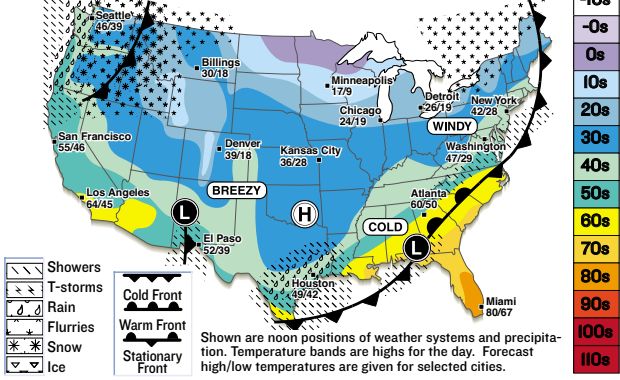 -10s
-0s
0s
10s
20s
30s
40s
50s
60s
70s
80s
90s
100s
110s
Seattle
46/39
Billings
30/18
Minneapolis
17/9
Detroit
26/19
New York
42/28
Chicago
24/19
WINDY
San Francisco
55/46
Denver
39/18
Kansas City
36/28
Washington
47/29
BREEZY
Los Angeles
64/45
Atlanta
60/50
L
H
COLD
L
El Paso
52/39
Houston
49/42
Miami
80/67
Showers
T-storms
Rain
Flurries
Snow
Ice
Cold Front
Warm Front
Stationary
Front
Shown are noon positions of weather systems and precipita-
tion. Temperature bands are highs for the day. Forecast
high/low temperatures are given for selected cities.